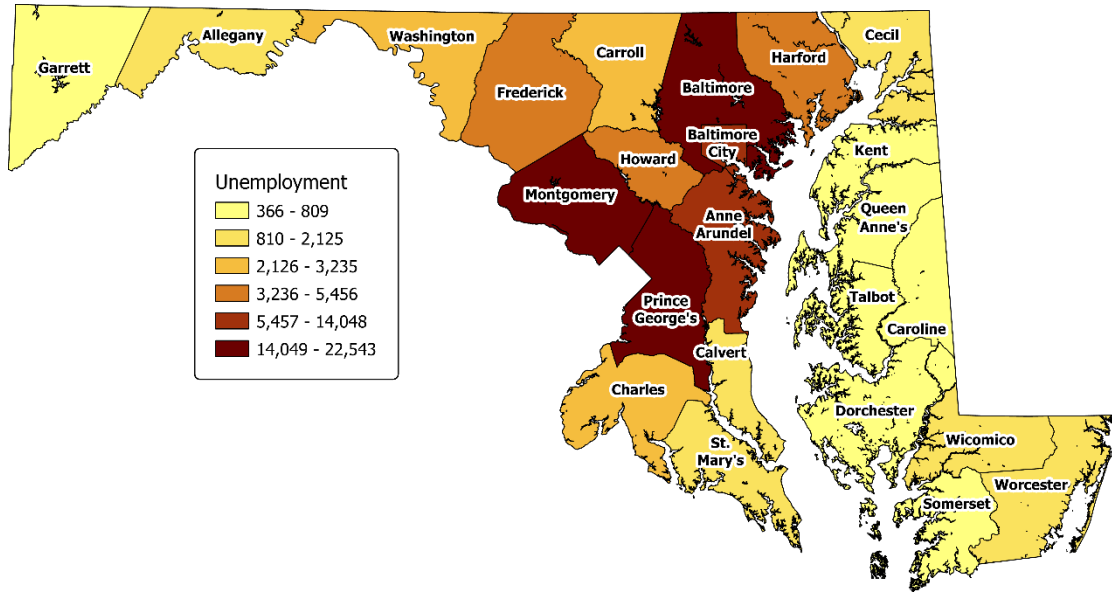 Allegany
Washington
Cecil
Carroll
Harford
Garrett
Frederick
Baltimore
Baltimore
City
Kent
Howard
Montgomery
Queen
Anne's
Anne
Arundel
Talbot
Prince
George's
Caroline
Calvert
Charles
Dorchester
St.
Mary's
Wicomico
Worcester
Somerset
Unemployment
366 - 809
810 - 2,125
2,126 - 3,235
3,236 - 5,456
5,457 - 14,048
14,049 - 22,543